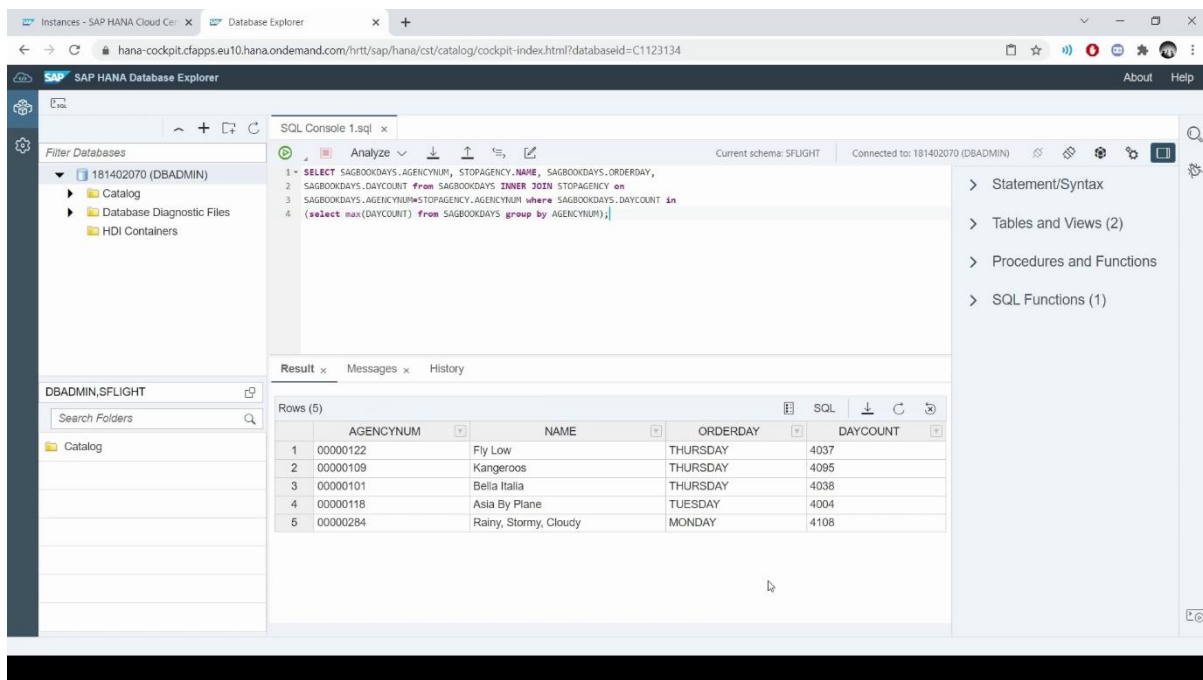 Instances - SAP HANA Cloud Cen
Database Explorer
hana-cockpit.cfapps.eu10.hana.ondemand.com/hrtt/sap/hana/cst/catalog/cockpit-index.html?databaseid=C1123134
SAP SAP HANA Database Explorer
About Help
SQL Console 1.sql
Filter Databases
Analyze
Current schema: SFLIGHT
Connected to: 181402070 (DBADMIN)
181402070 (DBADMIN)
Catalog
Database Diagnostic Files
HDI Containers
1 SELECT SAGBOOKDAYS.AGENCYNUM, STOPAGENCY.NAME, SAGBOOKDAYS.ORDERDAY,
2 SAGBOOKDAYS.DAYCOUNT from SAGBOOKDAYS INNER JOIN STOPAGENCY on
3 SAGBOOKDAYS.AGENCYNUM=STOPAGENCY.AGENCYNUM where SAGBOOKDAYS.DAYCOUNT in
4 (select max(DAYCOUNT) from SAGBOOKDAYS group by AGENCYNUM);
Statement/Syntax
Tables and Views (2)
Procedures and Functions
SQL Functions (1)
Result Messages History
DBADMIN,SFLIGHT
Search Folders
Catalog
Rows (5)
SQL
AGENCYNUM NAME ORDERDAY DAYCOUNT
1 00000122 Fly Low THURSDAY 4037
2 00000109 Kangeroos THURSDAY 4095
3 00000101 Bella Italia THURSDAY 4038
4 00000118 Asia By Plane TUESDAY 4004
5 00000284 Rainy, Stormy, Cloudy MONDAY 4108